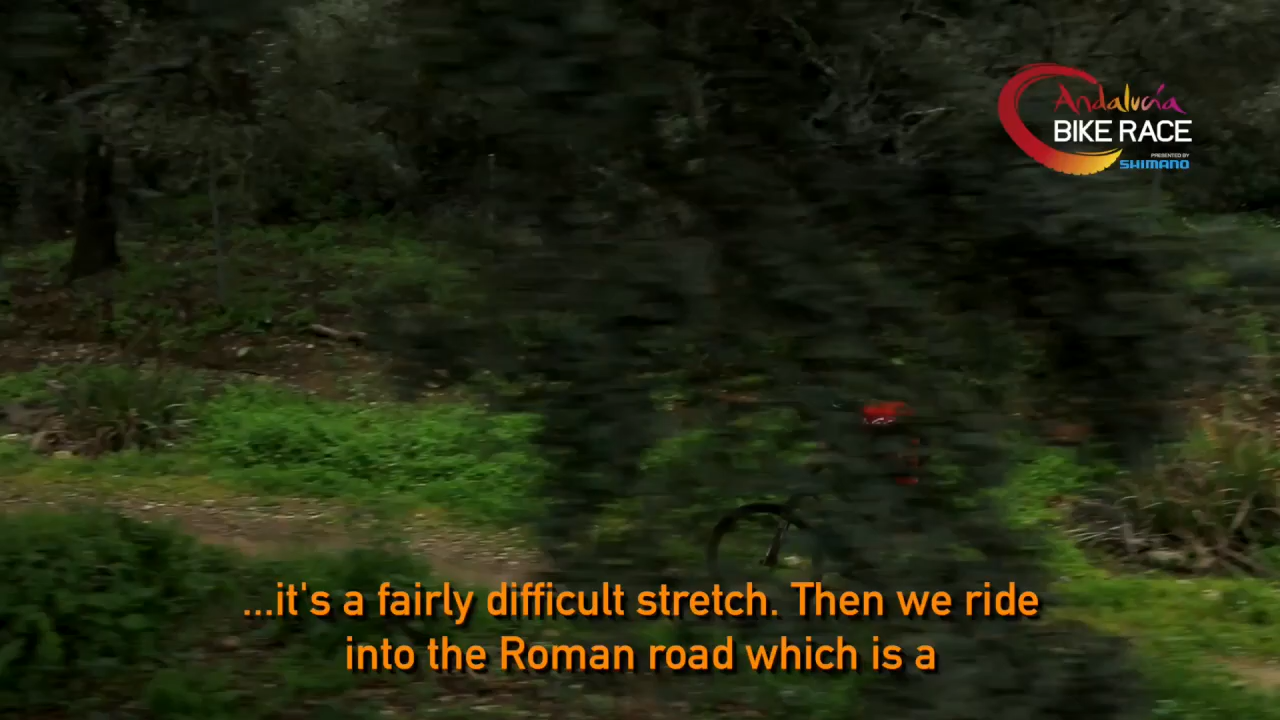 Andalucía
BIKE RACE
PRESENTED BY
SHIMANO
...it's a fairly difficult stretch. Then we ride
into the Roman road which is a